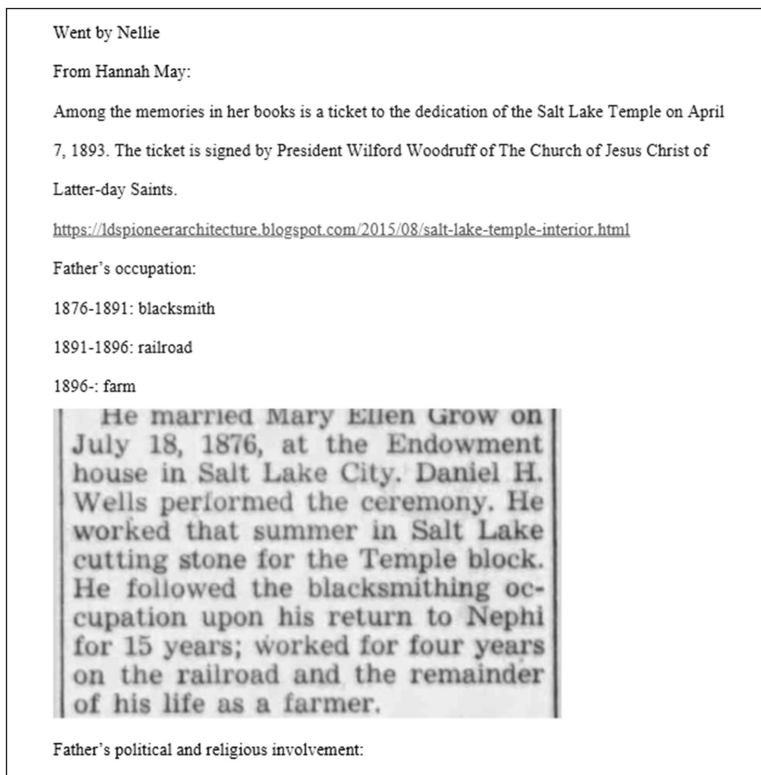 Went by Nellie
From Hannah May:
Among the memories in her books is a ticket to the dedication of the Salt Lake Temple on April
7, 1893. The ticket is signed by President Wilford Woodruff of The Church of Jesus Christ of
Latter-day Saints.
https://ldspioneerarchitecture.blogspot.com/2015/08/salt-lake-temple-interior.html
Father's occupation:
1876-1891: blacksmith
1891-1896: railroad
1896-: farm
He married Mary Ellen Grow on
July 18, 1876, at the Endowment
house in Salt Lake City. Daniel H.
Wells performed the ceremony. He
worked that summer in Salt Lake
cutting stone for the Temple block.
He followed the blacksmithing oc-
cupation upon his return to Nephi
for 15 years; worked for four years
on the railroad and the remainder
of his life as a farmer.
Father's political and religious involvement: